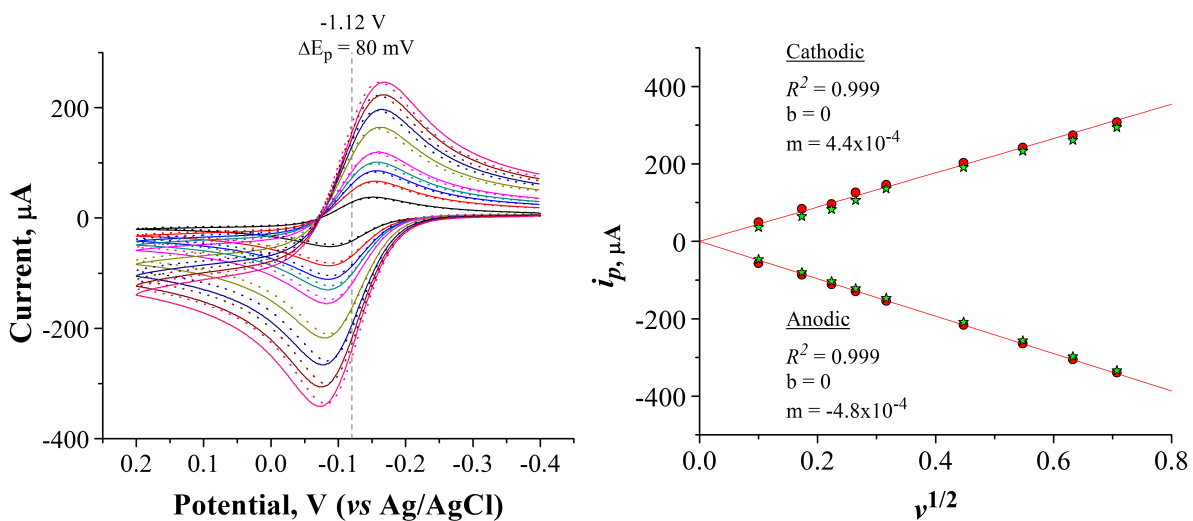 -1.12 V
ΔEp = 80 mV
200
0
-200
-400
Current, μA
0.2 0.1 0.0 -0.1 -0.2 -0.3 -0.4
Potential, V (vs Ag/AgCl)
400
200
0
-200
-400
ip, μA
Cathodic
R² = 0.999
b = 0
m = 4.4x10⁻⁴
Anodic
R² = 0.999
b = 0
m = -4.8x10⁻⁴
0.0 0.2 0.4 0.6 0.8
v¹ᐟ²